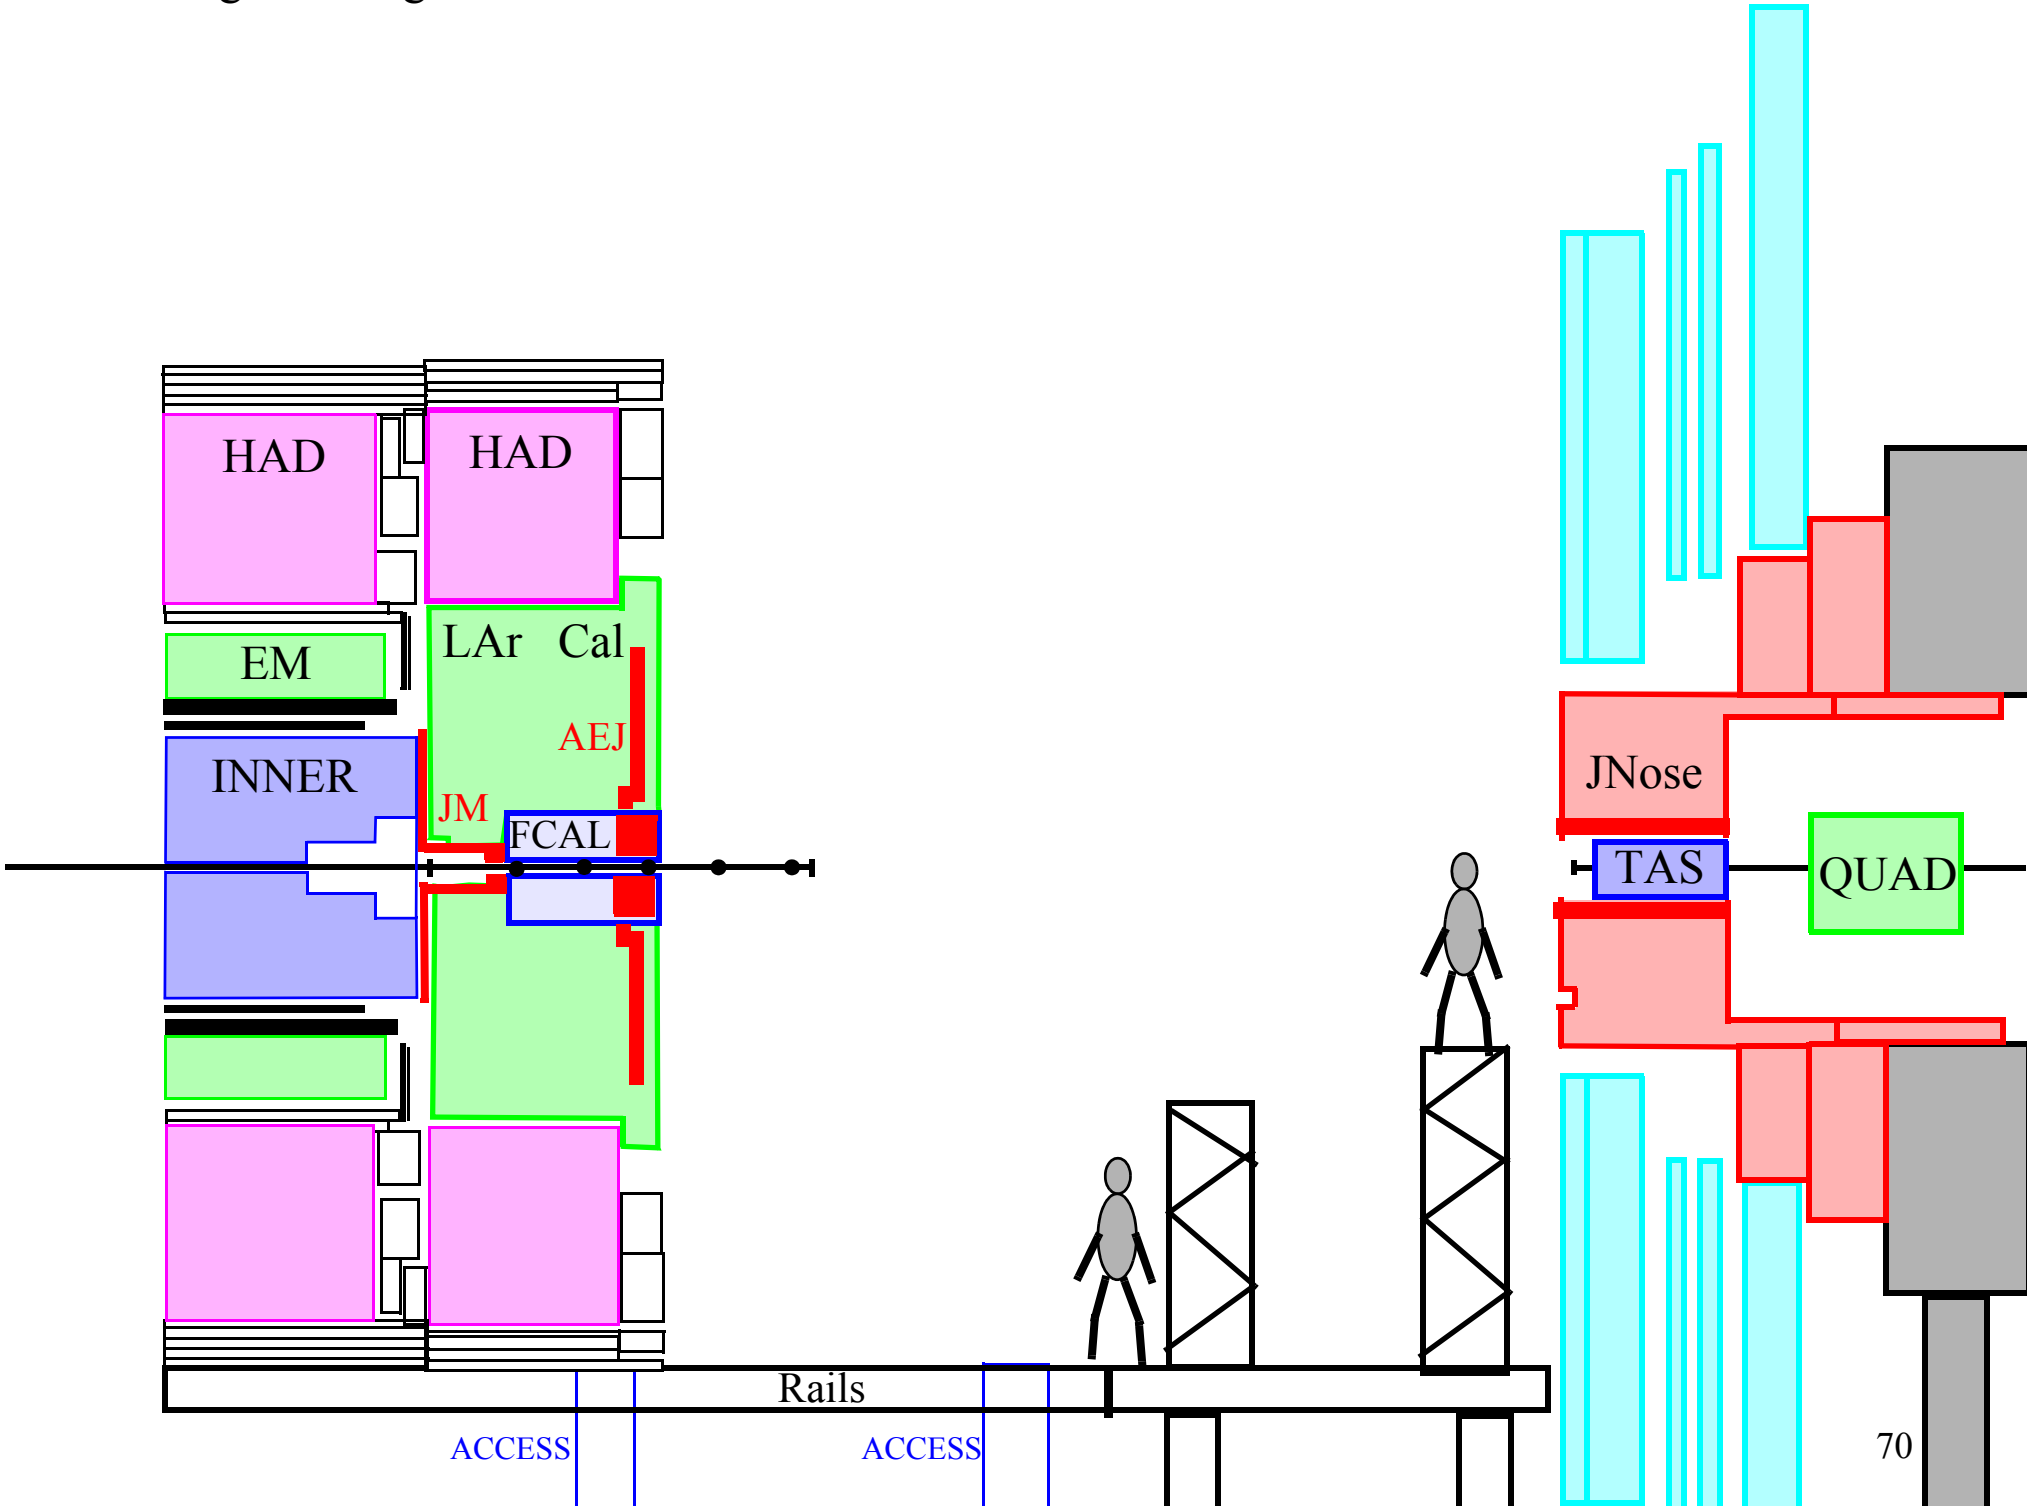 HAD
HAD
LAr Cal
EM
AEJ
INNER
JM
JNose
FCAL
TAS
QUAD
Rails
ACCESS
ACCESS
70